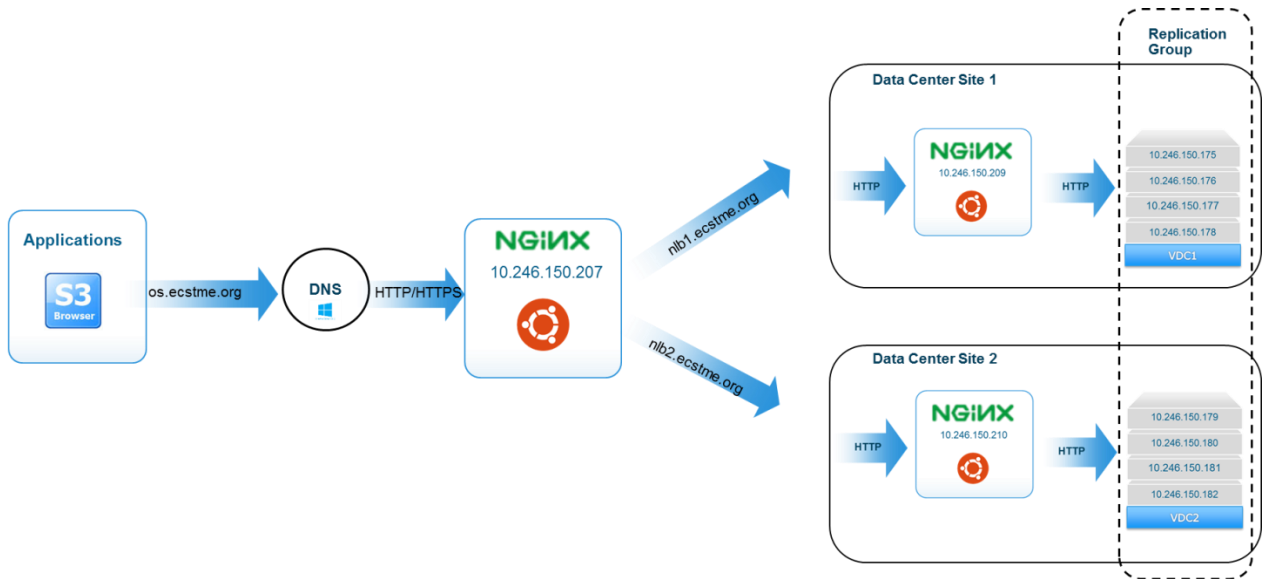 Applications
S3
Browser
os.ecstme.org
DNS
HTTP/HTTPS
NGiNX
10.246.150.207
nlb1.ecstme.org
nlb2.ecstme.org
Replication
Group
Data Center Site 1
HTTP
NGiNX
10.246.150.209
HTTP
10.246.150.175
10.246.150.176
10.246.150.177
10.246.150.178
VDC1
Data Center Site 2
HTTP
NGiNX
10.246.150.210
HTTP
10.246.150.179
10.246.150.180
10.246.150.181
10.246.150.182
VDC2